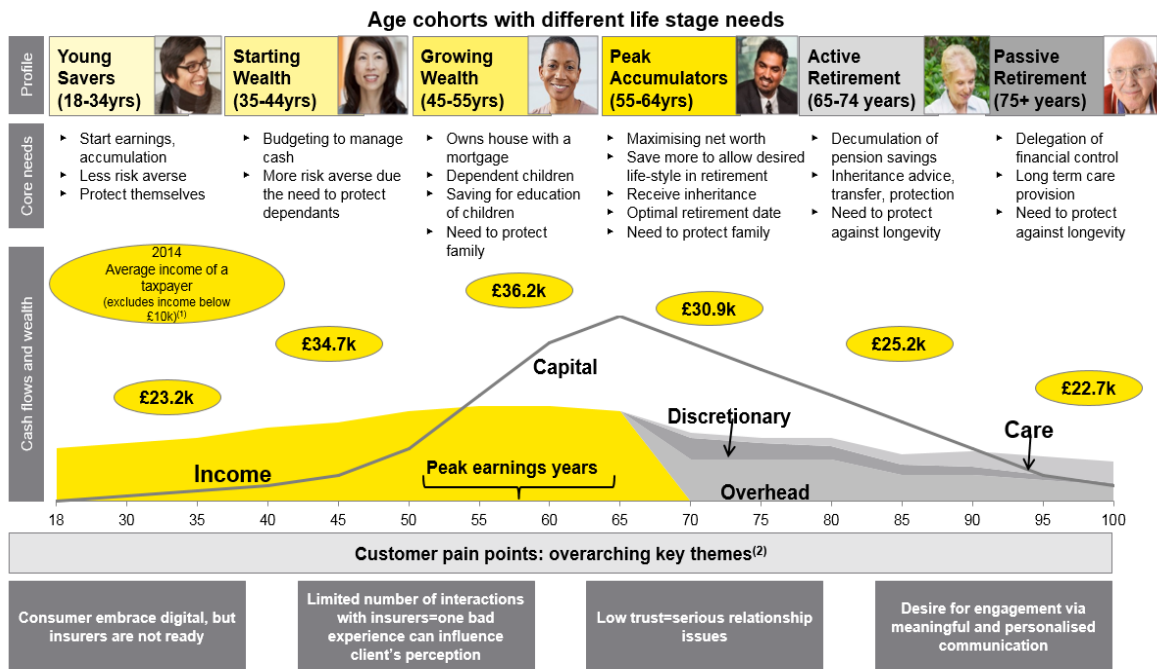 Age cohorts with different life stage needs
Profile
Young
Savers
(18-34yrs)
Starting
Wealth
(35-44yrs)
Growing
Wealth
(45-55yrs)
Peak
Accumulators
(55-64yrs)
Active
Retirement
(65-74 years)
Passive
Retirement
(75+ years)
Core needs
► Start earnings,
accumulation
► Less risk averse
► Protect themselves
► Budgeting to manage
cash
► More risk averse due
the need to protect
dependants
► Owns house with a
mortgage
► Dependent children
► Saving for education
of children
► Need to protect
family
► Maximising net worth
► Save more to allow desired
life-style in retirement
► Receive inheritance
► Optimal retirement date
► Need to protect family
► Decumulation of
pension savings
► Inheritance advice,
transfer, protection
► Need to protect
against longevity
► Delegation of
financial control
► Long term care
provision
► Need to protect
against longevity
Cash flows and wealth
2014
Average income of a
taxpayer
(excludes income below
£10k)(1)
£23.2k
£34.7k
£36.2k
£30.9k
£25.2k
£22.7k
Capital
Discretionary
Care
Income
Peak earnings years
Overhead
18 30 35 40 45 50 55 60 65 70 75 80 85 90 95 100
Customer pain points: overarching key themes(2)
Consumer embrace digital, but
insurers are not ready
Limited number of interactions
with insurers=one bad
experience can influence
client's perception
Low trust=serious relationship
issues
Desire for engagement via
meaningful and personalised
communication